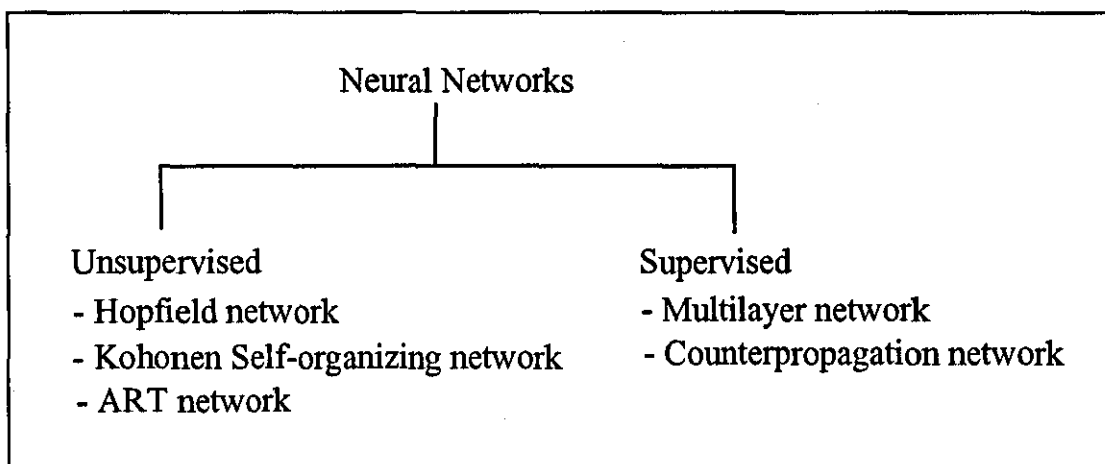 Neural Networks
Unsupervised
- Hopfield network
- Kohonen Self-organizing network
- ART network
Supervised
- Multilayer network
- Counterpropagation network